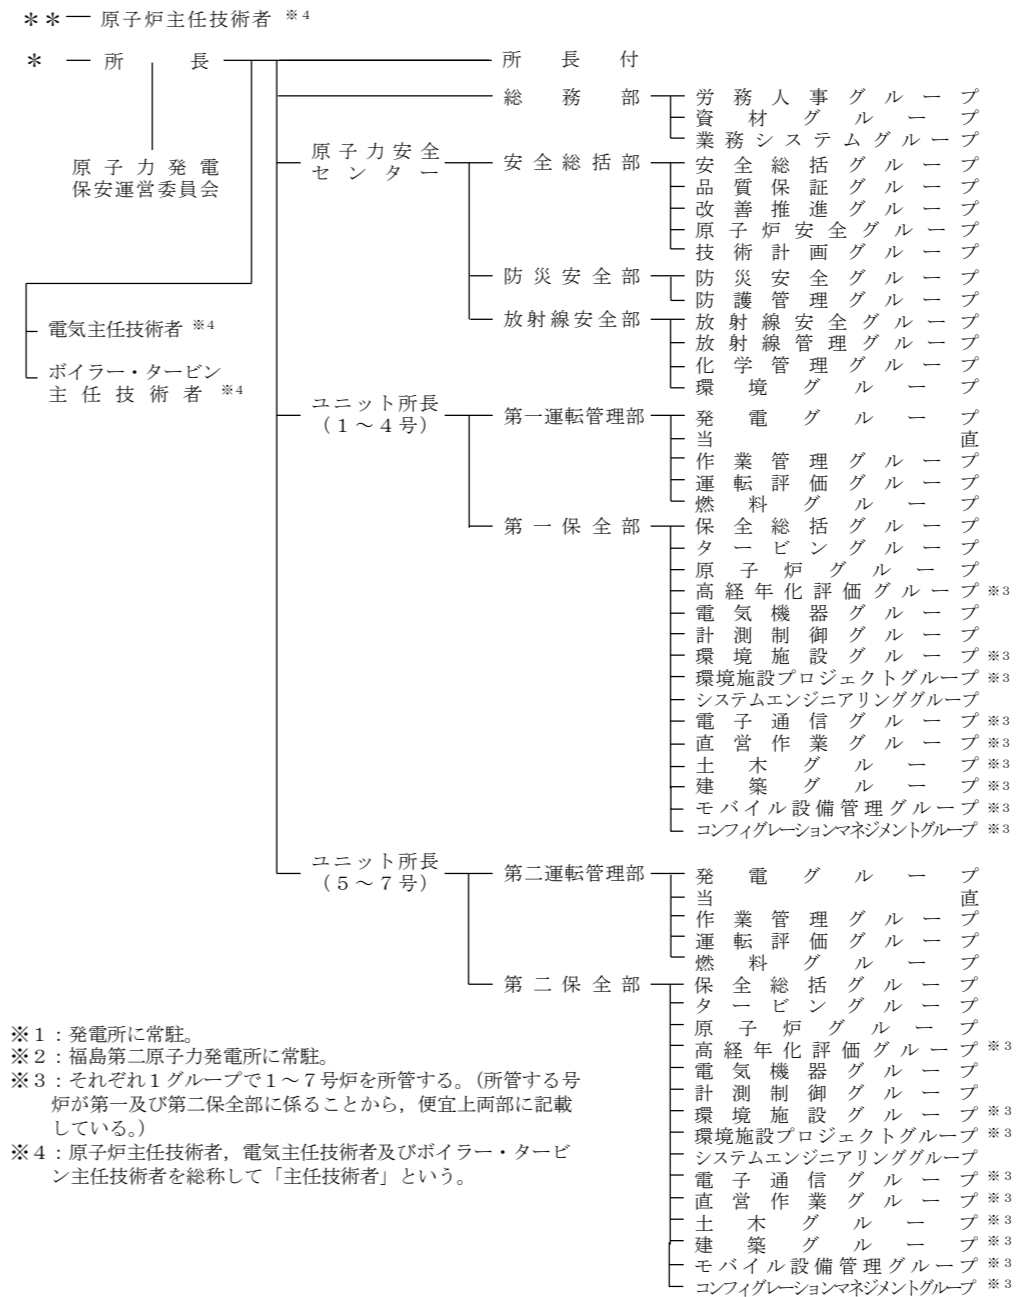 ＊＊ 原子炉主任技術者 ※４
＊ 所長
所長付
総務部
労務人事グループ
資材グループ
業務システムグループ
原子力発電
保安運営委員会
原子力安全
センター
安全総括部
安全総括グループ
品質保証グループ
改善推進グループ
原子炉安全グループ
技術計画グループ
防災安全部
防災安全グループ
防護管理グループ
放射線安全部
放射線安全グループ
放射線管理グループ
化学管理グループ
環境グループ
電気主任技術者 ※４
ボイラー・タービン
主任技術者 ※４
ユニット所長
（１～４号）
第一運転管理部
発電グループ
当直
作業管理グループ
運転評価グループ
燃料グループ
第一保全部
保全総括グループ
タービングループ
原子炉グループ
高経年化評価グループ ※３
電気機器グループ
計測制御グループ
環境施設グループ ※３
環境施設プロジェクトグループ ※３
システムエンジニアリンググループ
電子通信グループ ※３
直営作業グループ ※３
土木グループ ※３
建築グループ ※３
モバイル設備管理グループ ※３
コンフィグレーションマネジメントグループ ※３
ユニット所長
（５～７号）
第二運転管理部
発電グループ
当直
作業管理グループ
運転評価グループ
燃料グループ
第二保全部
保全総括グループ
タービングループ
原子炉グループ
高経年化評価グループ ※３
電気機器グループ
計測制御グループ
環境施設グループ ※３
環境施設プロジェクトグループ ※３
システムエンジニアリンググループ
電子通信グループ ※３
直営作業グループ ※３
土木グループ ※３
建築グループ ※３
モバイル設備管理グループ ※３
コンフィグレーションマネジメントグループ ※３
※１：発電所に常駐。
※２：福島第二原子力発電所に常駐。
※３：それぞれ１グループで１～７号炉を所管する。（所管する号
炉が第一及び第二保全部に係ることから，便宜上両部に記載
している。）
※４：原子炉主任技術者，電気主任技術者及びボイラー・タービ
ン主任技術者を総称して「主任技術者」という。